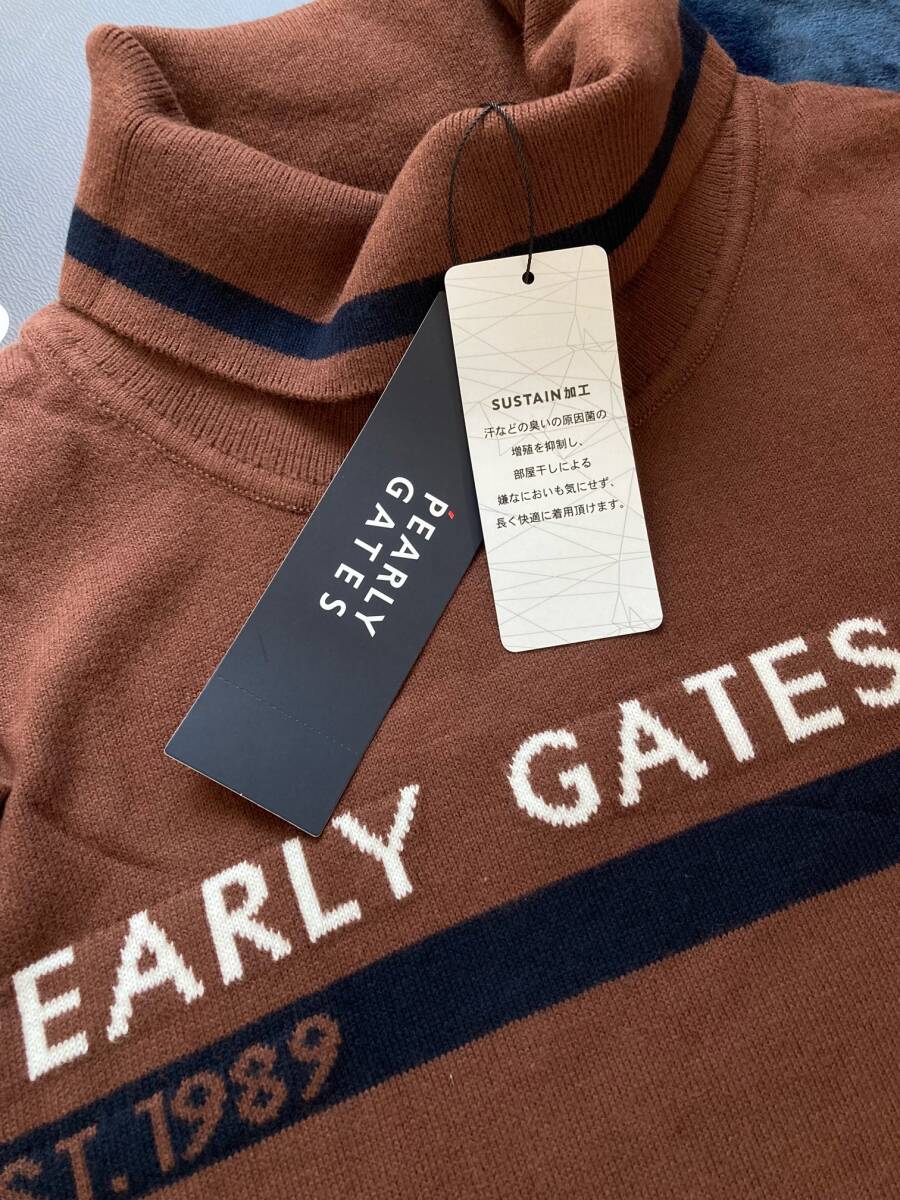 SUSTAIN加工
汗などの臭いの原因菌の
増殖を抑制し、
部屋干しによる
嫌なにおいも気にせず、
長く快適に着用頂けます。
PEARLY
GATES
EARLY GATES
ST.1989